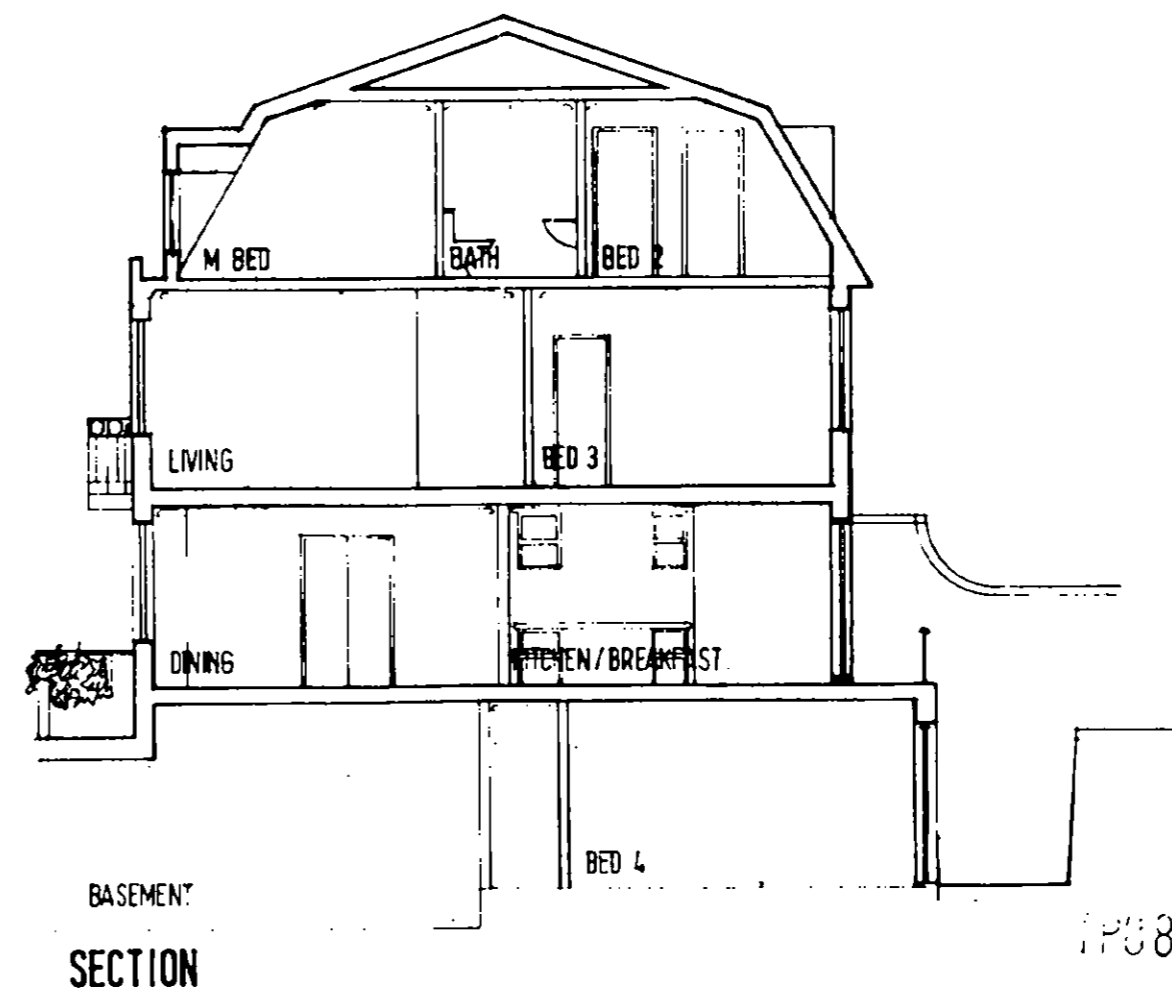 M BED
BATH
BED 2
LIVING
BED 3
DINING
KITCHEN/BREAKFAST
BED 4
BASEMENT
SECTION